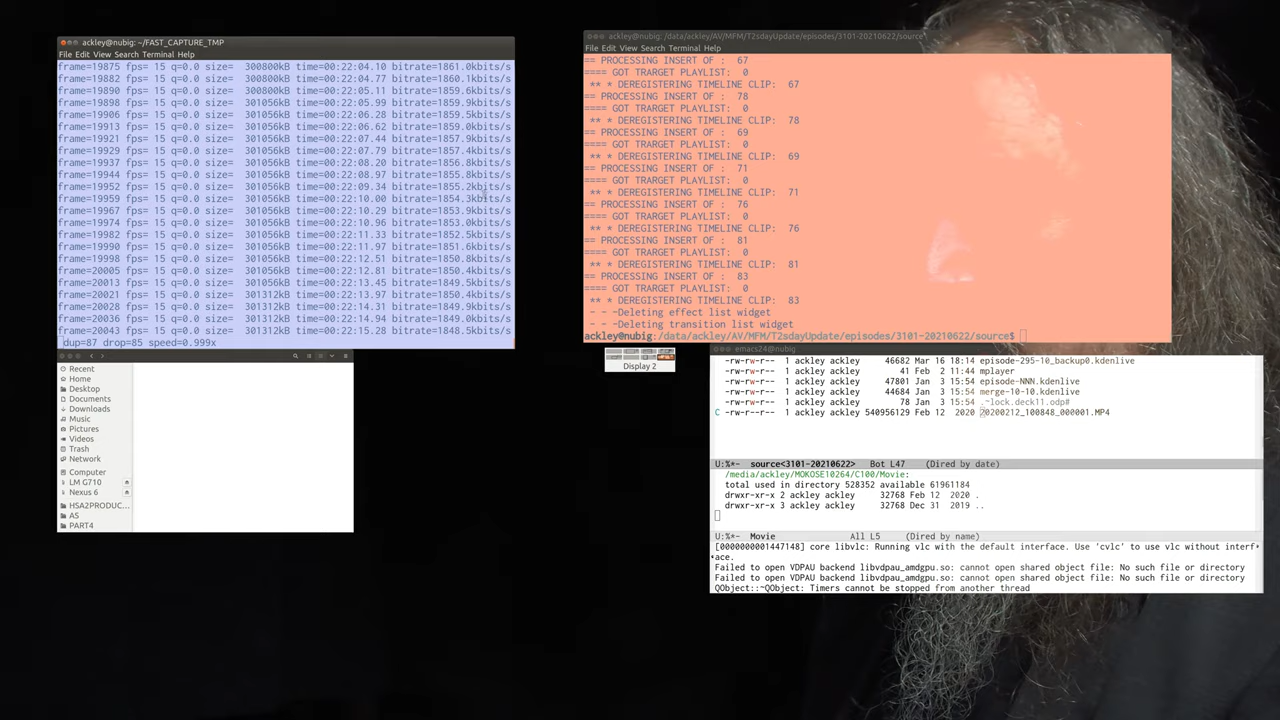 ackley@nubig: ~/FAST_CAPTURE_TMP
File Edit View Search Terminal Help
frame=19875 fps= 15 q=0.0 size=  300800kB time=00:22:04.10 bitrate=1861.0kbits/s
frame=19882 fps= 15 q=0.0 size=  300800kB time=00:22:04.77 bitrate=1860.1kbits/s
frame=19890 fps= 15 q=0.0 size=  300800kB time=00:22:05.11 bitrate=1859.6kbits/s
frame=19898 fps= 15 q=0.0 size=  301056kB time=00:22:05.99 bitrate=1859.9kbits/s
frame=19906 fps= 15 q=0.0 size=  301056kB time=00:22:06.28 bitrate=1859.5kbits/s
frame=19913 fps= 15 q=0.0 size=  301056kB time=00:22:06.62 bitrate=1859.0kbits/s
frame=19921 fps= 15 q=0.0 size=  301056kB time=00:22:07.44 bitrate=1857.9kbits/s
frame=19929 fps= 15 q=0.0 size=  301056kB time=00:22:07.79 bitrate=1857.4kbits/s
frame=19937 fps= 15 q=0.0 size=  301056kB time=00:22:08.20 bitrate=1856.8kbits/s
frame=19944 fps= 15 q=0.0 size=  301056kB time=00:22:08.97 bitrate=1855.8kbits/s
frame=19952 fps= 15 q=0.0 size=  301056kB time=00:22:09.34 bitrate=1855.2kbits/s
frame=19959 fps= 15 q=0.0 size=  301056kB time=00:22:10.00 bitrate=1854.3kbits/s
frame=19967 fps= 15 q=0.0 size=  301056kB time=00:22:10.29 bitrate=1853.9kbits/s
frame=19974 fps= 15 q=0.0 size=  301056kB time=00:22:10.96 bitrate=1853.0kbits/s
frame=19982 fps= 15 q=0.0 size=  301056kB time=00:22:11.33 bitrate=1852.5kbits/s
frame=19990 fps= 15 q=0.0 size=  301056kB time=00:22:11.97 bitrate=1851.6kbits/s
frame=19998 fps= 15 q=0.0 size=  301056kB time=00:22:12.51 bitrate=1850.8kbits/s
frame=20005 fps= 15 q=0.0 size=  301056kB time=00:22:12.81 bitrate=1850.4kbits/s
frame=20013 fps= 15 q=0.0 size=  301056kB time=00:22:13.45 bitrate=1849.5kbits/s
frame=20021 fps= 15 q=0.0 size=  301312kB time=00:22:13.97 bitrate=1850.4kbits/s
frame=20028 fps= 15 q=0.0 size=  301312kB time=00:22:14.31 bitrate=1849.9kbits/s
frame=20036 fps= 15 q=0.0 size=  301312kB time=00:22:14.94 bitrate=1849.0kbits/s
frame=20043 fps= 15 q=0.0 size=  301312kB time=00:22:15.28 bitrate=1848.5kbits/s
dup=87 drop=85 speed=0.999x
ackley@nubig: /data/ackley/AV/MFM/T2sdayUpdate/episodes/3101-20210622/source
File Edit View Search Terminal Help
== PROCESSING INSERT OF :  67
==== GOT TRARGET PLAYLIST:  0
** * DEREGISTERING TIMELINE CLIP:  67
== PROCESSING INSERT OF :  78
==== GOT TRARGET PLAYLIST:  0
** * DEREGISTERING TIMELINE CLIP:  78
== PROCESSING INSERT OF :  69
==== GOT TRARGET PLAYLIST:  0
** * DEREGISTERING TIMELINE CLIP:  69
== PROCESSING INSERT OF :  71
==== GOT TRARGET PLAYLIST:  0
** * DEREGISTERING TIMELINE CLIP:  71
== PROCESSING INSERT OF :  76
==== GOT TRARGET PLAYLIST:  0
** * DEREGISTERING TIMELINE CLIP:  76
== PROCESSING INSERT OF :  81
==== GOT TRARGET PLAYLIST:  0
** * DEREGISTERING TIMELINE CLIP:  81
== PROCESSING INSERT OF :  83
==== GOT TRARGET PLAYLIST:  0
** * DEREGISTERING TIMELINE CLIP:  83
- - -Deleting effect list widget
- - -Deleting transition list widget
ackley@nubig:/data/ackley/AV/MFM/T2sdayUpdate/episodes/3101-20210622/source$
Display 2
Recent
Home
Desktop
Documents
Downloads
Music
Pictures
Videos
Trash
Network
Computer
LM G710
Nexus 6
HSA2PRODUC...
AS
PART4
emacs24@nubig
-rw-rw-r--  1 ackley ackley     46682 Mar 16 18:14 episode-295-10_backup0.kdenlive
-rw-rw-r--  1 ackley ackley        41 Feb  2 11:44 mplayer
-rw-rw-r--  1 ackley ackley     47801 Jan  3 15:54 episode-NNN.kdenlive
-rw-rw-r--  1 ackley ackley     44684 Jan  3 15:54 merge-10-10.kdenlive
-rw-rw-r--  1 ackley ackley        78 Jan  3 15:54 .~lock.deck11.odp#
C -rw-r--r--  1 ackley ackley 540956129 Feb 12  2020 20200212_100848_000001.MP4
U:%*-  source<3101-20210622>   Bot L47    (Dired by date)
/media/ackley/MOKOSE10264/C100/Movie:
total used in directory 528352 available 61961184
drwxr-xr-x 2 ackley ackley     32768 Feb 12  2020 .
drwxr-xr-x 3 ackley ackley     32768 Dec 31  2019 ..
U:%*-  Movie          All L5     (Dired by name)
[0000000001447148] core libvlc: Running vlc with the default interface. Use 'cvlc' to use vlc without interf
ace.
Failed to open VDPAU backend libvdpau_amdgpu.so: cannot open shared object file: No such file or directory
Failed to open VDPAU backend libvdpau_amdgpu.so: cannot open shared object file: No such file or directory
QObject::~QObject: Timers cannot be stopped from another thread